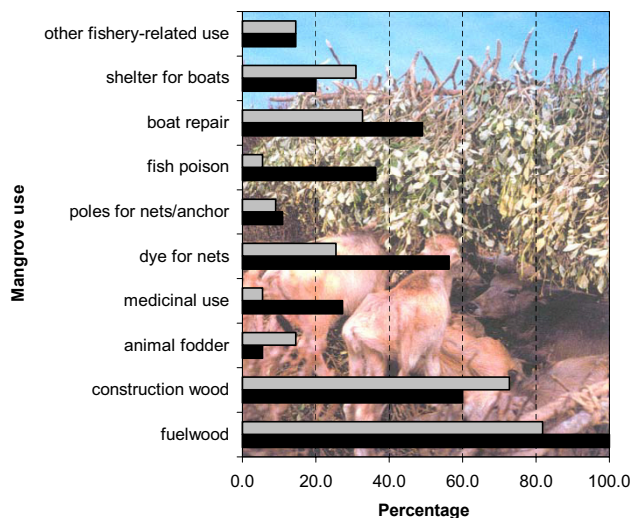 other fishery-related use
shelter for boats
boat repair
fish poison
poles for nets/anchor
dye for nets
medicinal use
animal fodder
construction wood
fuelwood
Mangrove use
0.0 20.0 40.0 60.0 80.0 100.0
Percentage